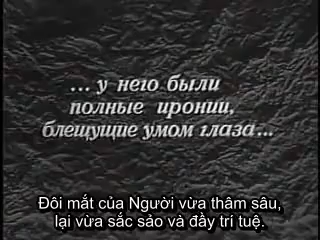 ...у него были
полные иронии,
блещущие умом глаза...
Đôi mắt của Người vừa thâm sâu,
lại vừa sắc sảo và đầy trí tuệ.